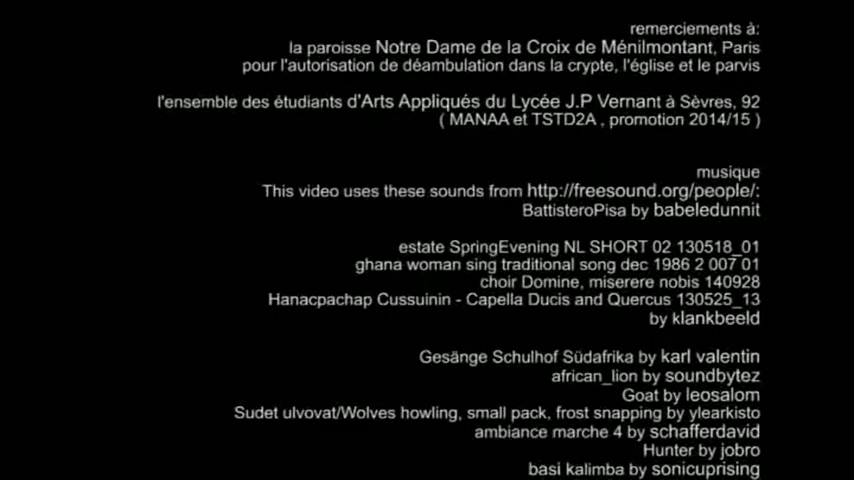 remerciements à:
la paroisse Notre Dame de la Croix de Ménilmontant, Paris
pour l'autorisation de déambulation dans la crypte, l'église et le parvis
l'ensemble des étudiants d'Arts Appliqués du Lycée J.P Vernant à Sèvres, 92
( MANAA et TSTD2A , promotion 2014/15 )
musique
This video uses these sounds from http://freesound.org/people/:
BattisteroPisa by babeledunnit
estate SpringEvening NL SHORT 02 130518_01
ghana woman sing traditional song dec 1986 2 007 01
choir Domine, miserere nobis 140928
Hanacpachap Cussuinin - Capella Ducis and Quercus 130525_13
by klankbeeld
Gesänge Schulhof Südafrika by karl valentin
african_lion by soundbytez
Goat by leosalom
Sudet ulvovat/Wolves howling, small pack, frost snapping by ylearkisto
ambiance marche 4 by schafferdavid
Hunter by jobro
basi kalimba by sonicuprising